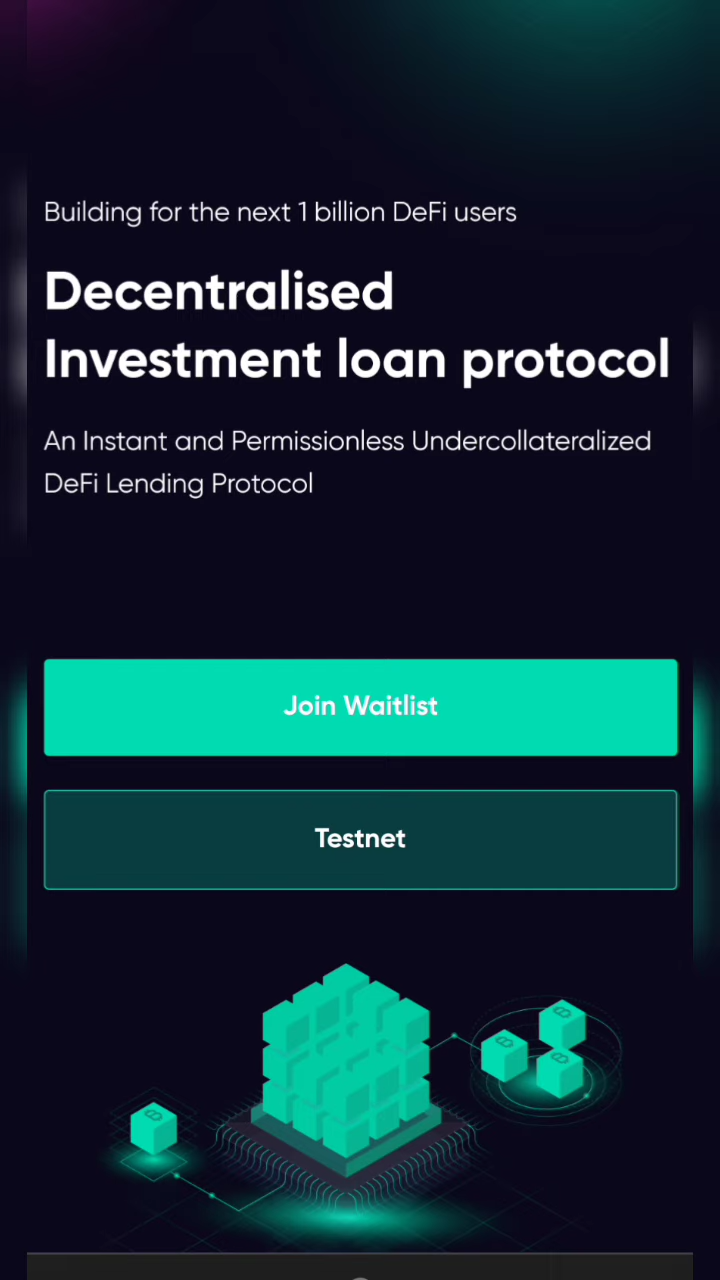 Building for the next 1 billion DeFi users
Decentralised
Investment loan protocol
An Instant and Permissionless Undercollateralized
DeFi Lending Protocol
Join Waitlist
Testnet